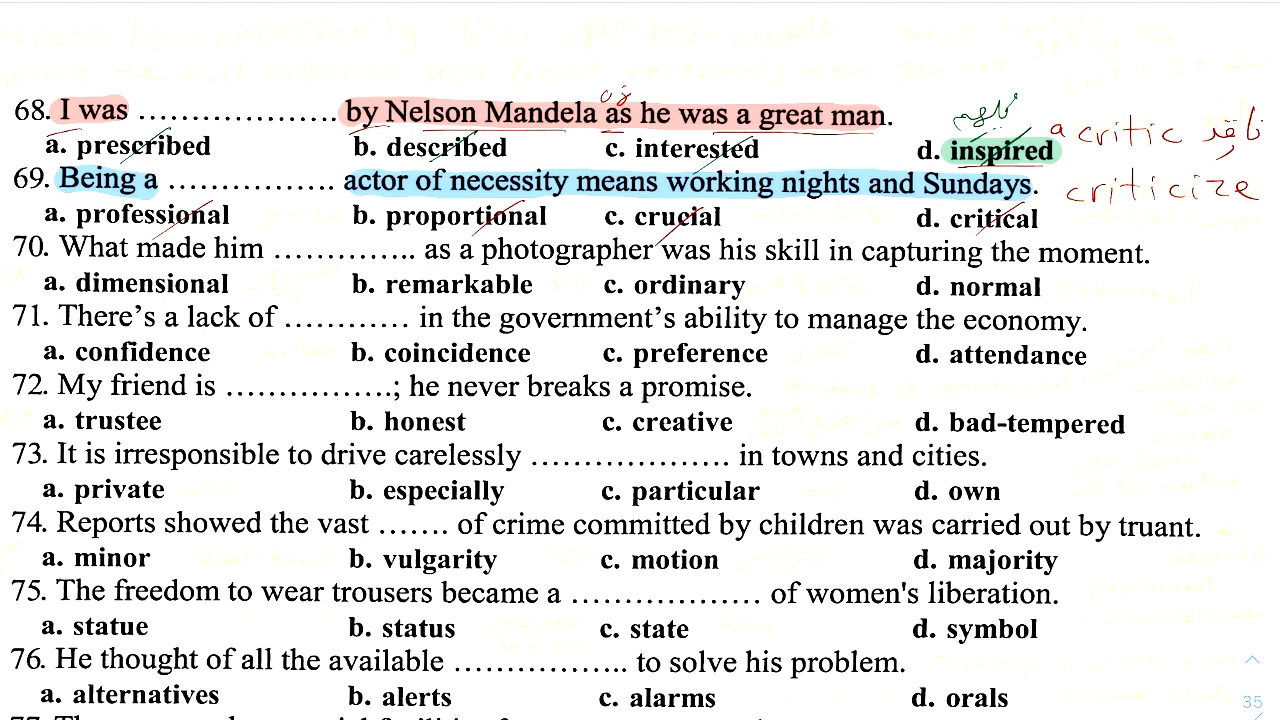 68. I was ……………….. by Nelson Mandela as he was a great man.
a. prescribed b. described c. interested d. inspired
a critic ناقد
69. Being a …………… actor of necessity means working nights and Sundays.
criticize
a. professional b. proportional c. crucial d. critical
70. What made him ………….. as a photographer was his skill in capturing the moment.
a. dimensional b. remarkable c. ordinary d. normal
71. There’s a lack of ………… in the government’s ability to manage the economy.
a. confidence b. coincidence c. preference d. attendance
72. My friend is …………….; he never breaks a promise.
a. trustee b. honest c. creative d. bad-tempered
73. It is irresponsible to drive carelessly ……………….. in towns and cities.
a. private b. especially c. particular d. own
74. Reports showed the vast ……. of crime committed by children was carried out by truant.
a. minor b. vulgarity c. motion d. majority
75. The freedom to wear trousers became a ………………. of women's liberation.
a. statue b. status c. state d. symbol
76. He thought of all the available …………….. to solve his problem.
a. alternatives b. alerts c. alarms d. orals
35